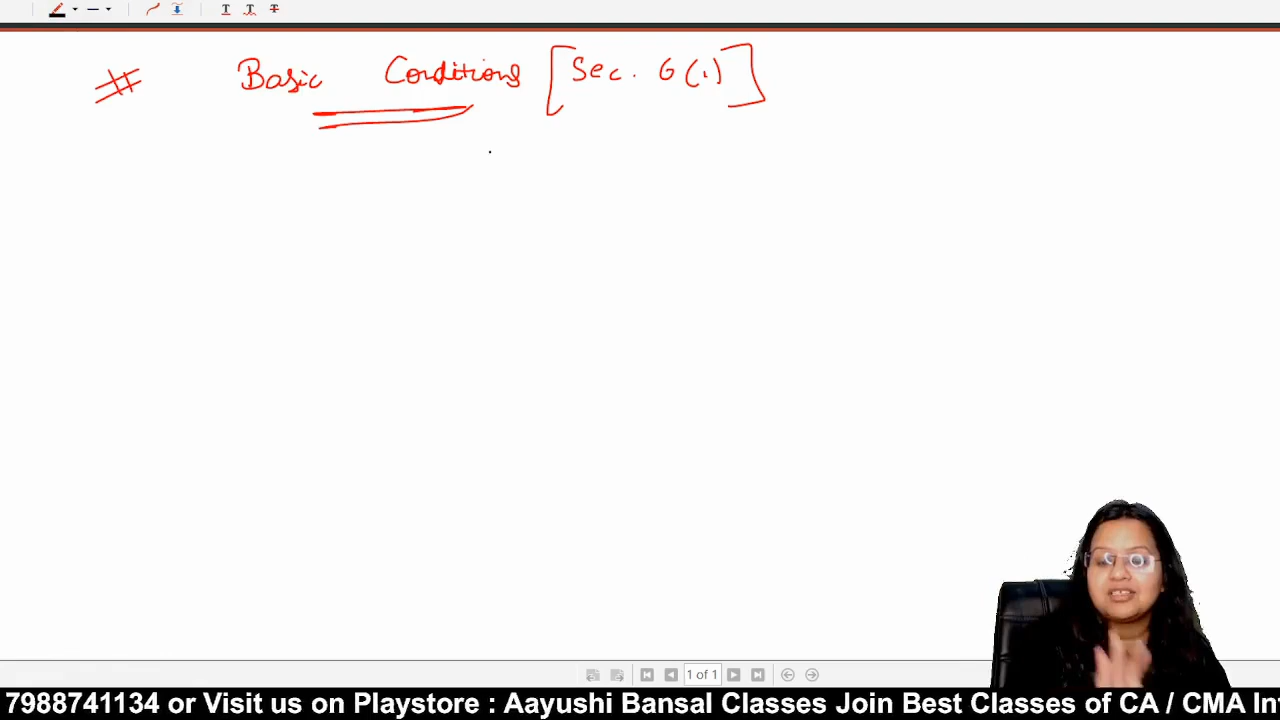 # Basic Conditions [Sec. 6(1)]
T T T
1 of 1
7988741134 or Visit us on Playstore : Aayushi Bansal Classes Join Best Classes of CA / CMA In